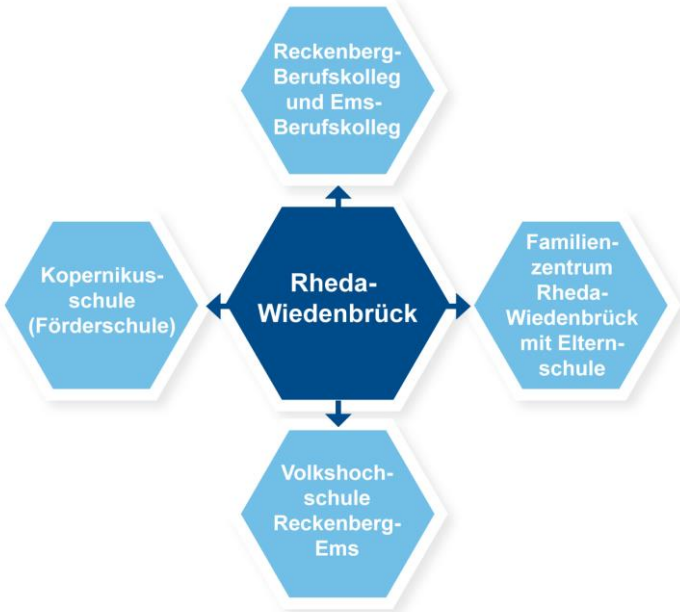 Reckenberg-
Berufskolleg
und Ems-
Berufskolleg
Kopernikus-
schule
(Förderschule)
Rheda-
Wiedenbrück
Familien-
zentrum
Rheda-
Wiedenbrück
mit Eltern-
schule
Volkshoch-
schule
Reckenberg-
Ems